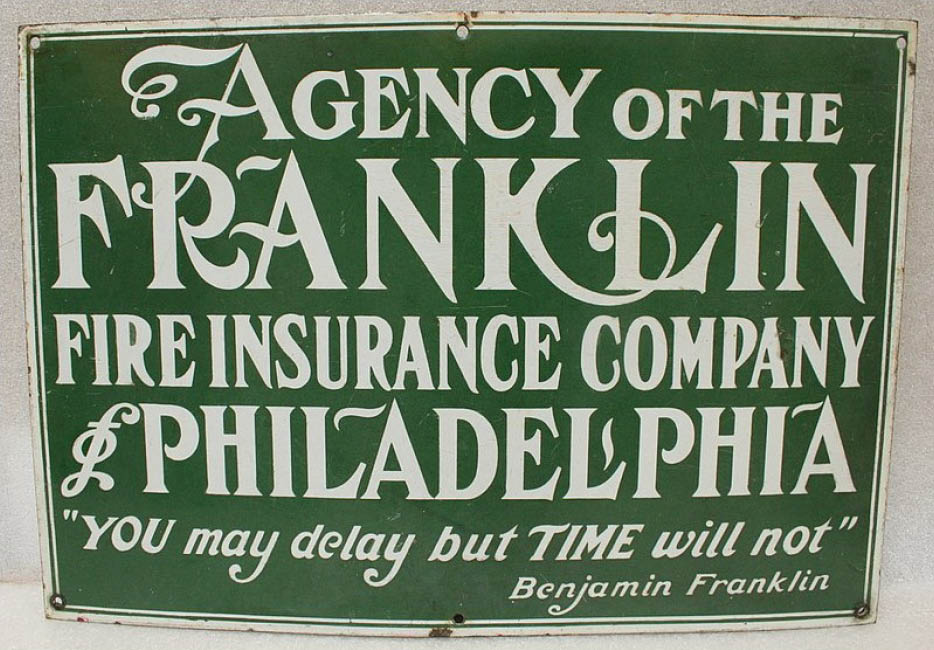 AGENCY OF THE
FRANKLIN
FIRE INSURANCE COMPANY
of PHILADELPHIA
"YOU may delay but TIME will not"
Benjamin Franklin